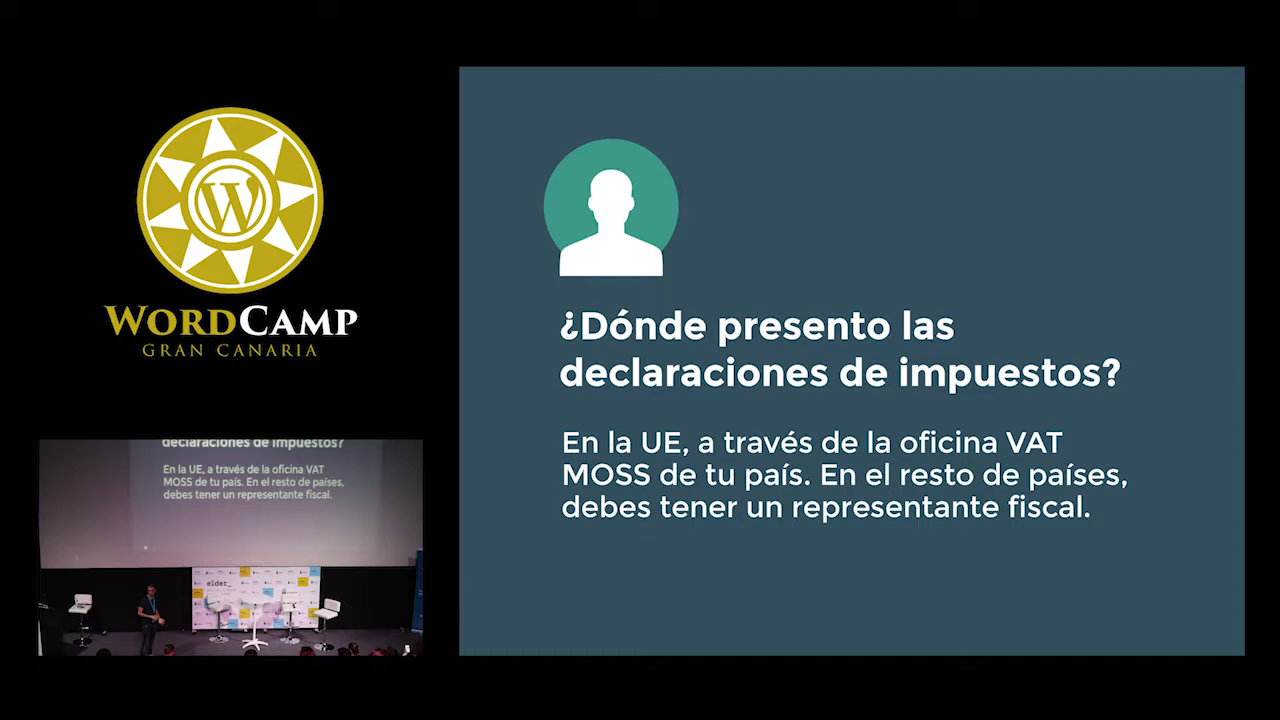 WORDCAMP
GRAN CANARIA
¿Dónde presento las
declaraciones de impuestos?
En la UE, a través de la oficina VAT
MOSS de tu país. En el resto de países,
debes tener un representante fiscal.
declaraciones de impuestos?
En la UE, a través de la oficina VAT
MOSS de tu país. En el resto de países,
debes tener un representante fiscal.
elder_